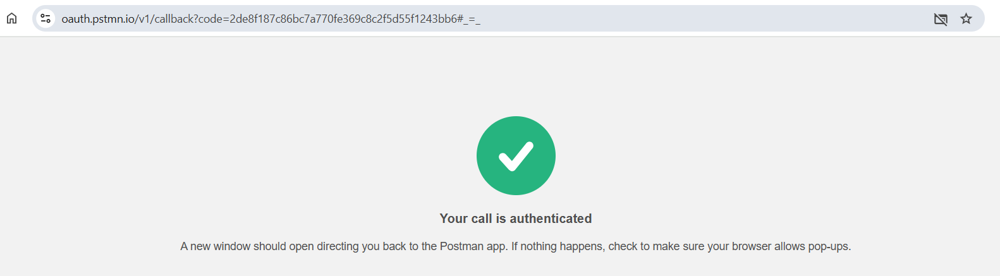 oauth.pstmn.io/v1/callback?code=2de8f187c86bc7a770fe369c8c2f5d55f1243bb6#_=_
Your call is authenticated
A new window should open directing you back to the Postman app. If nothing happens, check to make sure your browser allows pop-ups.